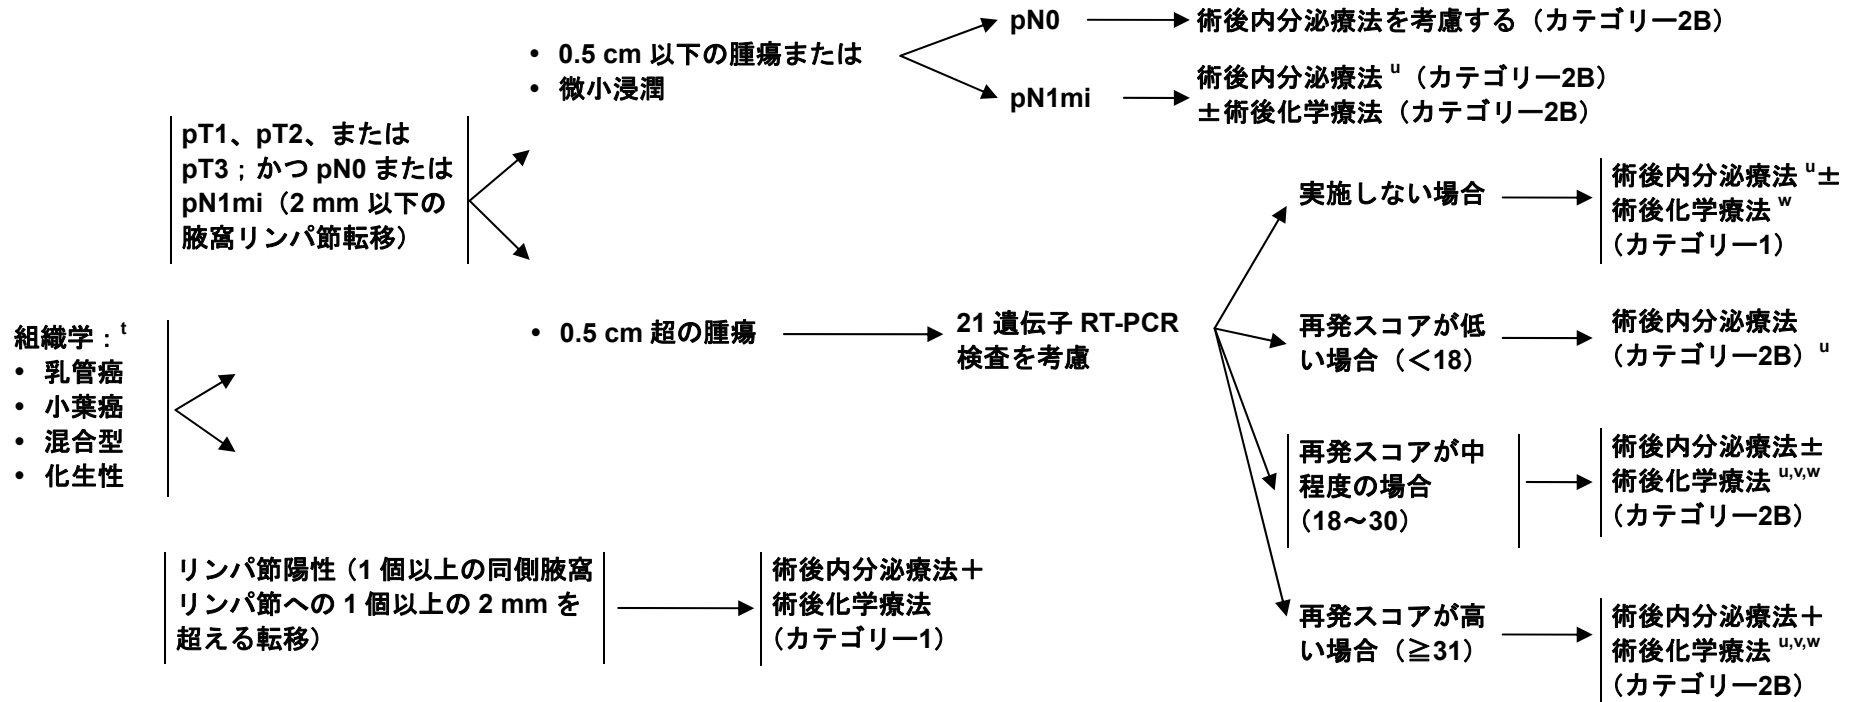 • 0.5 cm 以下の腫瘍または
• 微小浸潤
pN0
術後内分泌療法を考慮する（カテゴリー2B）
pN1mi
術後内分泌療法 u（カテゴリー2B）
±術後化学療法（カテゴリー2B）
pT1、pT2、または
pT3；かつ pN0 または
pN1mi（2 mm 以下の
腋窩リンパ節転移）
組織学：t
• 乳管癌
• 小葉癌
• 混合型
• 化生性
• 0.5 cm 超の腫瘍
21 遺伝子 RT-PCR
検査を考慮
実施しない場合
術後内分泌療法 u±
術後化学療法 w
（カテゴリー1）
再発スコアが低
い場合（＜18）
術後内分泌療法
（カテゴリー2B）u
再発スコアが中
程度の場合
（18～30）
術後内分泌療法±
術後化学療法 u,v,w
（カテゴリー2B）
再発スコアが高
い場合（≧31）
術後内分泌療法＋
術後化学療法 u,v,w
（カテゴリー2B）
リンパ節陽性（1 個以上の同側腋窩
リンパ節への 1 個以上の 2 mm を
超える転移）
術後内分泌療法＋
術後化学療法
（カテゴリー1）